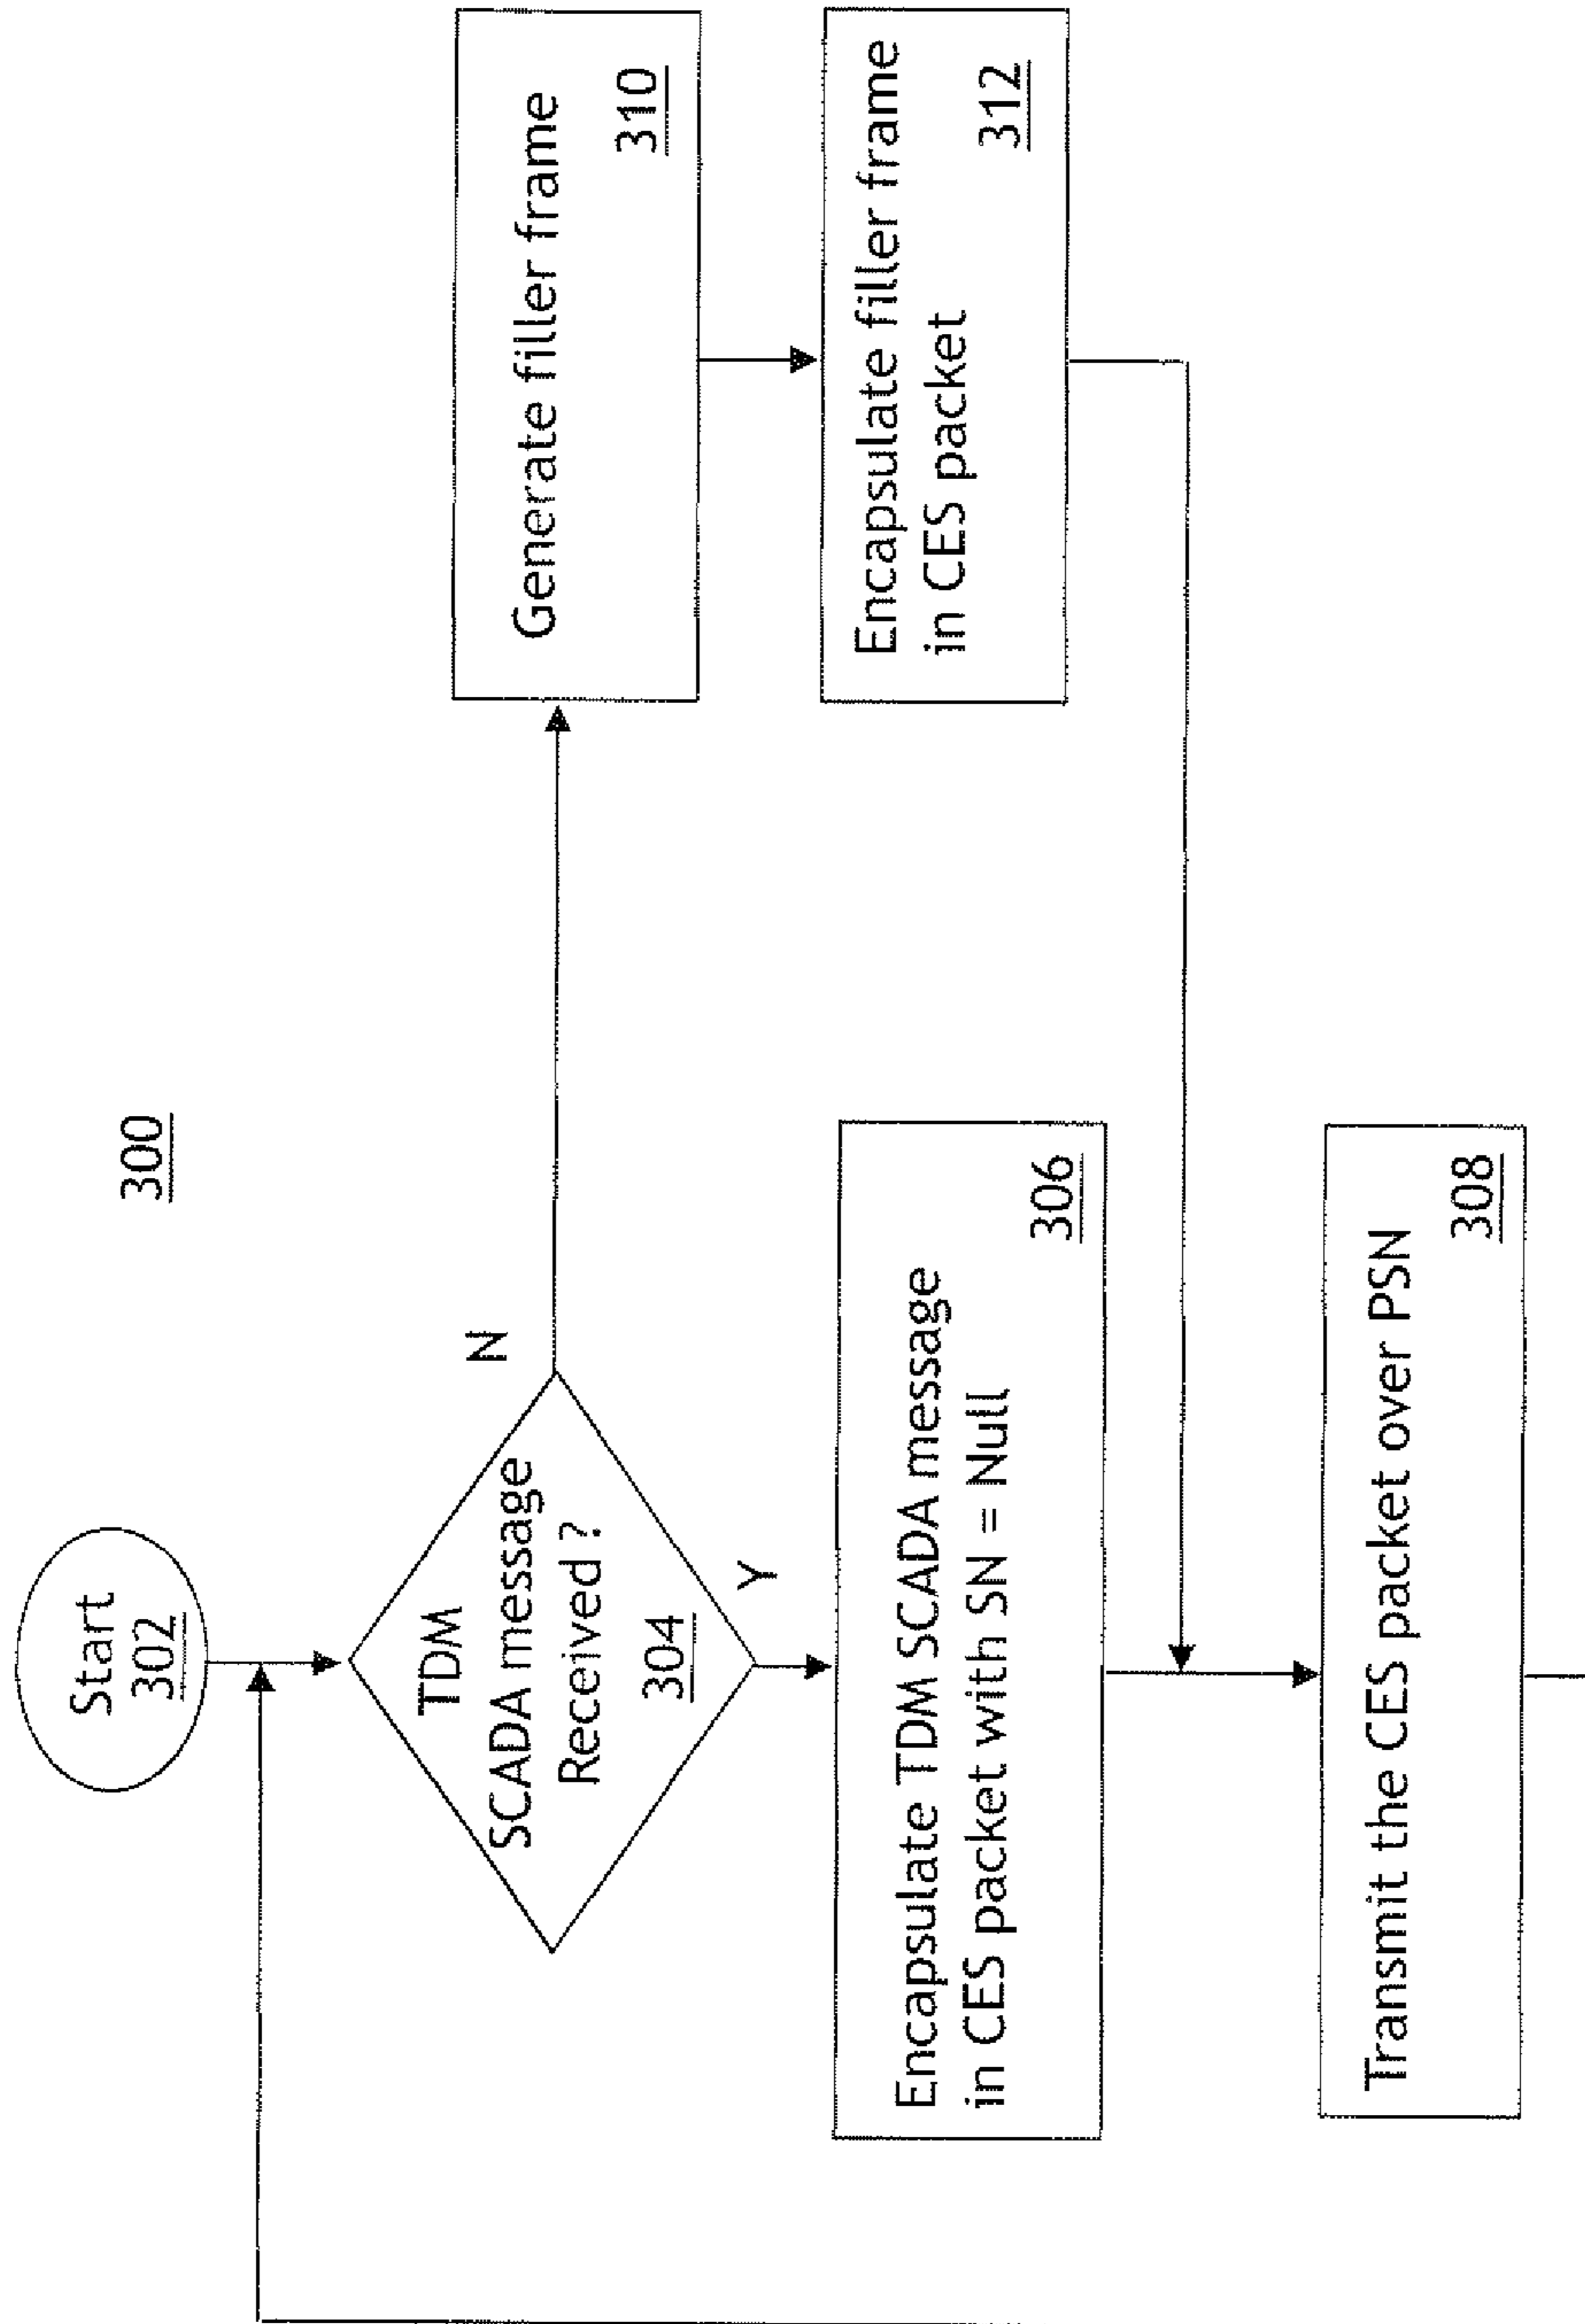 300
Start
302
TDM
SCADA message
Received ?
304
N
Y
Generate filler frame
310
Encapsulate filler frame
in CES packet
312
Encapsulate TDM SCADA message
in CES packet with SN = Null
306
Transmit the CES packet over PSN
308